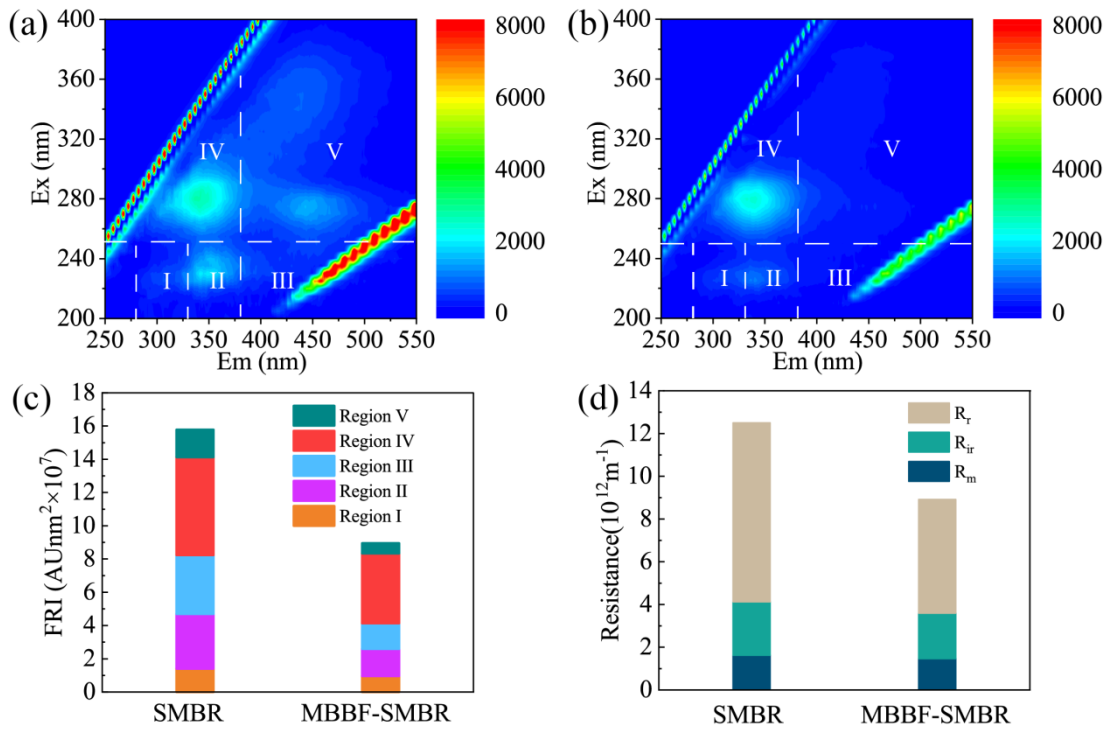 (a)
400
360
320
280
240
200
Ex (nm)
250 300 350 400 450 500 550
Em (nm)
IV
V
I
II
III
8000
6000
4000
2000
0
(b)
400
360
320
280
240
200
Ex (nm)
250 300 350 400 450 500 550
Em (nm)
IV
V
I
II
III
8000
6000
4000
2000
0
(c)
18
16
14
12
10
8
6
4
2
0
FRI (AUnm²×10⁷)
Region V
Region IV
Region III
Region II
Region I
SMBR MBBF-SMBR
(d)
14
12
10
8
6
4
2
0
Resistance(10¹²m⁻¹)
Rᵣ
Rᵢᵣ
Rₘ
SMBR MBBF-SMBR